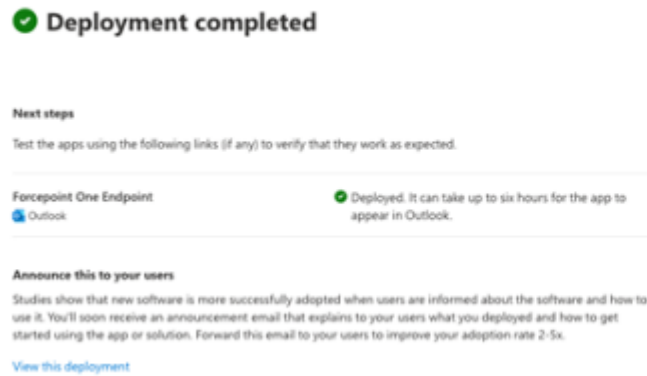 Deployment completed
Next steps
Test the apps using the following links (if any) to verify that they work as expected.
Forcepoint One Endpoint
Outlook
Deployed. It can take up to six hours for the app to
appear in Outlook.
Announce this to your users
Studies show that new software is more successfully adopted when users are informed about the software and how to
use it. You'll soon receive an announcement email that explains to your users what you deployed and how to get
started using the app or solution. Forward this email to your users to improve your adoption rate 2-5x.
View this deployment